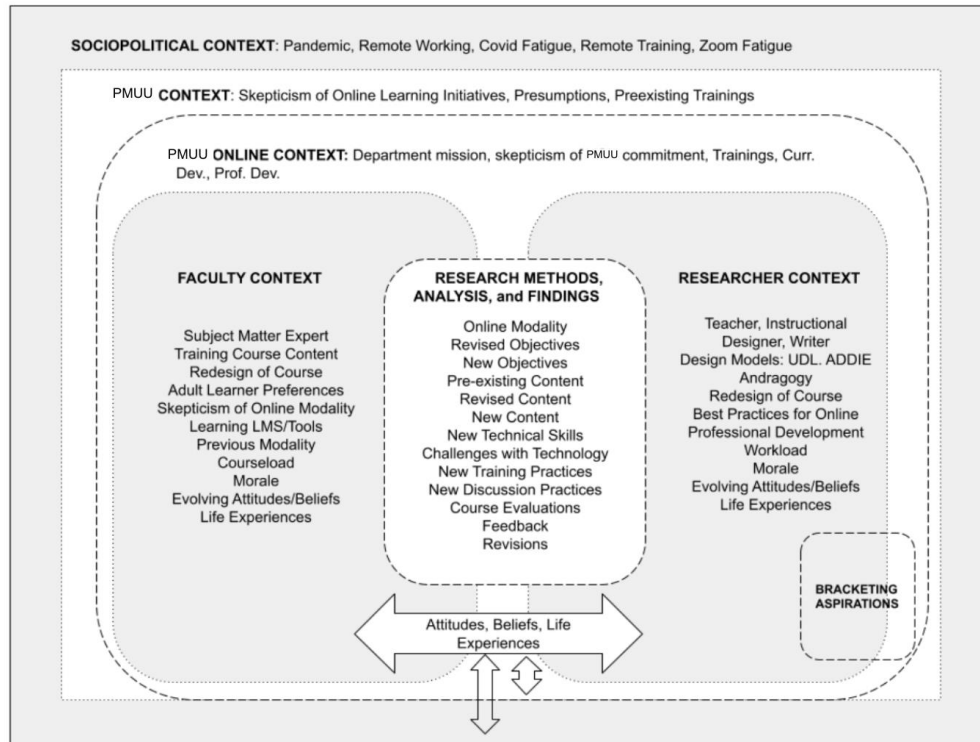 SOCIOPOLITICAL CONTEXT: Pandemic, Remote Working, Covid Fatigue, Remote Training, Zoom Fatigue
PMUU CONTEXT: Skepticism of Online Learning Initiatives, Presumptions, Preexisting Trainings
PMUU ONLINE CONTEXT: Department mission, skepticism of PMUU commitment, Trainings, Curr.
Dev., Prof. Dev.
FACULTY CONTEXT
Subject Matter Expert
Training Course Content
Redesign of Course
Adult Learner Preferences
Skepticism of Online Modality
Learning LMS/Tools
Previous Modality
Courseload
Morale
Evolving Attitudes/Beliefs
Life Experiences
RESEARCH METHODS,
ANALYSIS, and FINDINGS
Online Modality
Revised Objectives
New Objectives
Pre-existing Content
Revised Content
New Content
New Technical Skills
Challenges with Technology
New Training Practices
New Discussion Practices
Course Evaluations
Feedback
Revisions
RESEARCHER CONTEXT
Teacher, Instructional
Designer, Writer
Design Models: UDL. ADDIE
Andragogy
Redesign of Course
Best Practices for Online
Professional Development
Workload
Morale
Evolving Attitudes/Beliefs
Life Experiences
BRACKETING
ASPIRATIONS
Attitudes, Beliefs, Life
Experiences